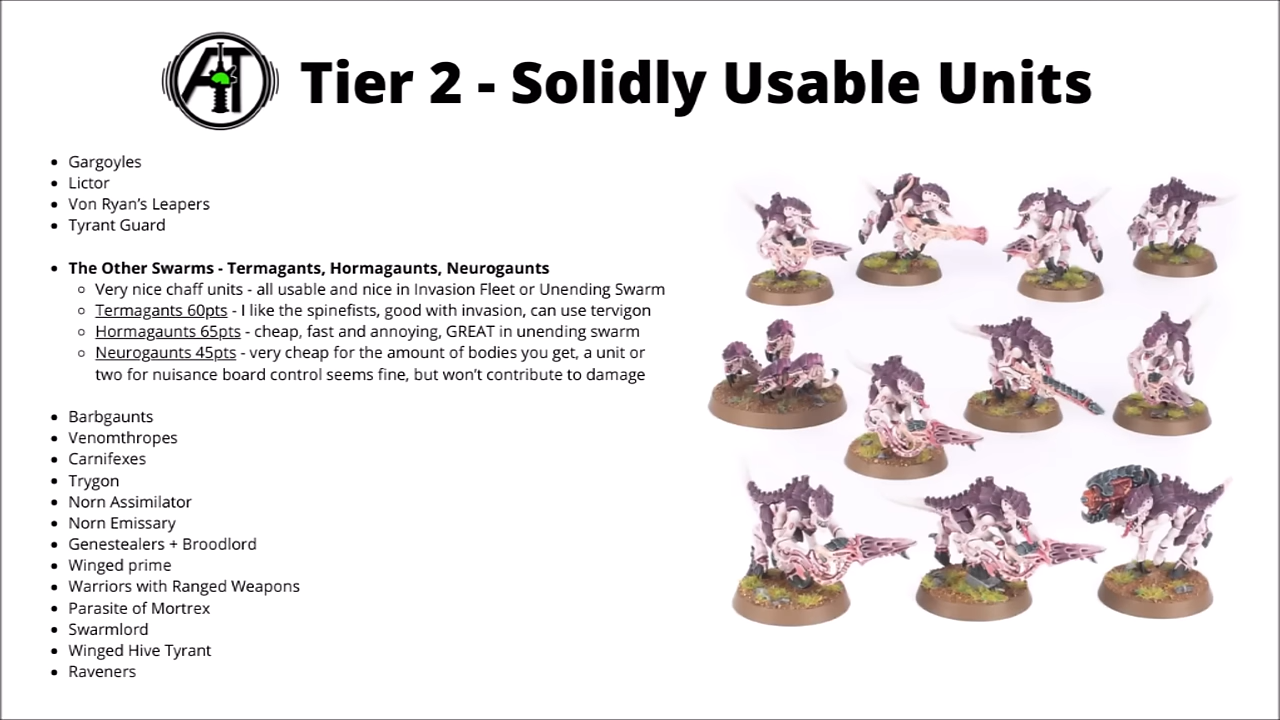 AT
Tier 2 - Solidly Usable Units
• Gargoyles
• Lictor
• Von Ryan’s Leapers
• Tyrant Guard
• The Other Swarms - Termagants, Hormagaunts, Neurogaunts
○ Very nice chaff units - all usable and nice in Invasion Fleet or Unending Swarm
○ Termagants 60pts - I like the spinefists, good with invasion, can use tervigon
○ Hormagaunts 65pts - cheap, fast and annoying, GREAT in unending swarm
○ Neurogaunts 45pts - very cheap for the amount of bodies you get, a unit or
two for nuisance board control seems fine, but won’t contribute to damage
• Barbgaunts
• Venomthropes
• Carnifexes
• Trygon
• Norn Assimilator
• Norn Emissary
• Genestealers + Broodlord
• Winged prime
• Warriors with Ranged Weapons
• Parasite of Mortrex
• Swarmlord
• Winged Hive Tyrant
• Raveners